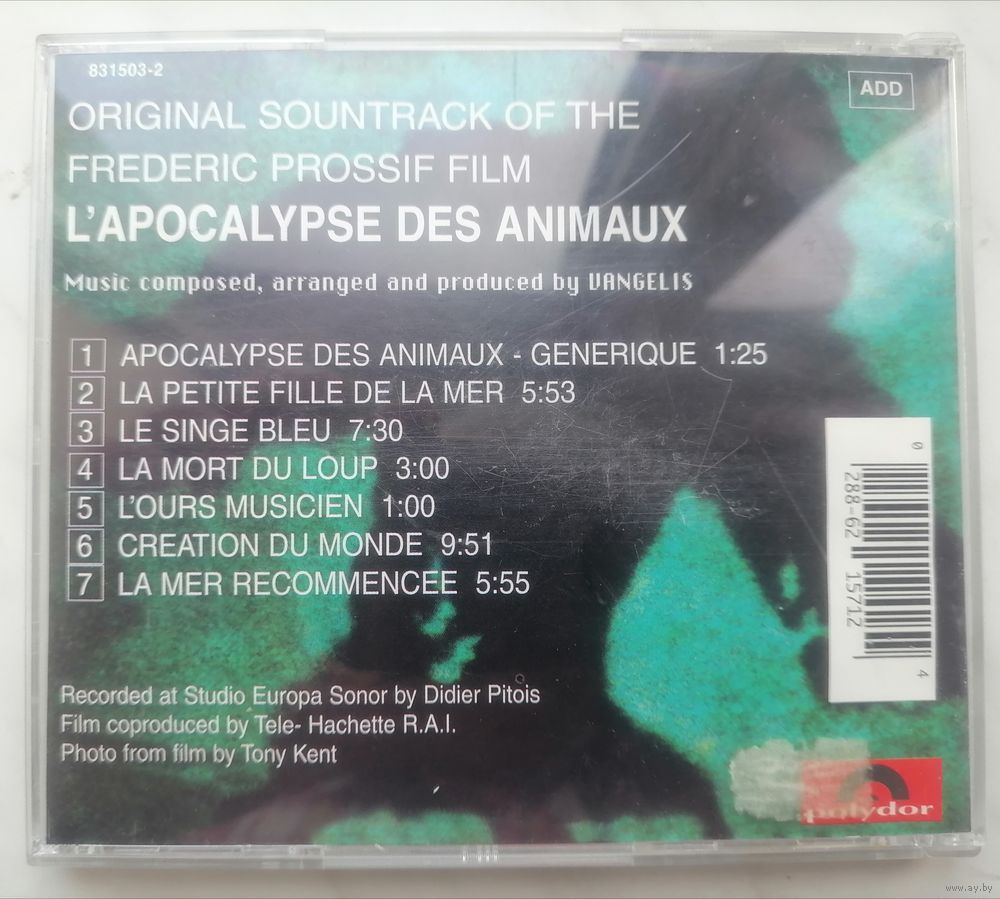 831503-2
ADD
ORIGINAL SOUNTRACK OF THE
FREDERIC PROSSIF FILM
L'APOCALYPSE DES ANIMAUX
Music composed, arranged and produced by VANGELIS
1 APOCALYPSE DES ANIMAUX - GENERIQUE 1:25
2 LA PETITE FILLE DE LA MER 5:53
3 LE SINGE BLEU 7:30
4 LA MORT DU LOUP 3:00
5 L'OURS MUSICIEN 1:00
6 CREATION DU MONDE 9:51
7 LA MER RECOMMENCEE 5:55
0 288-62 15712 4
Recorded at Studio Europa Sonor by Didier Pitois
Film coproduced by Tele- Hachette R.A.I.
Photo from film by Tony Kent
polydor
www.ay.by